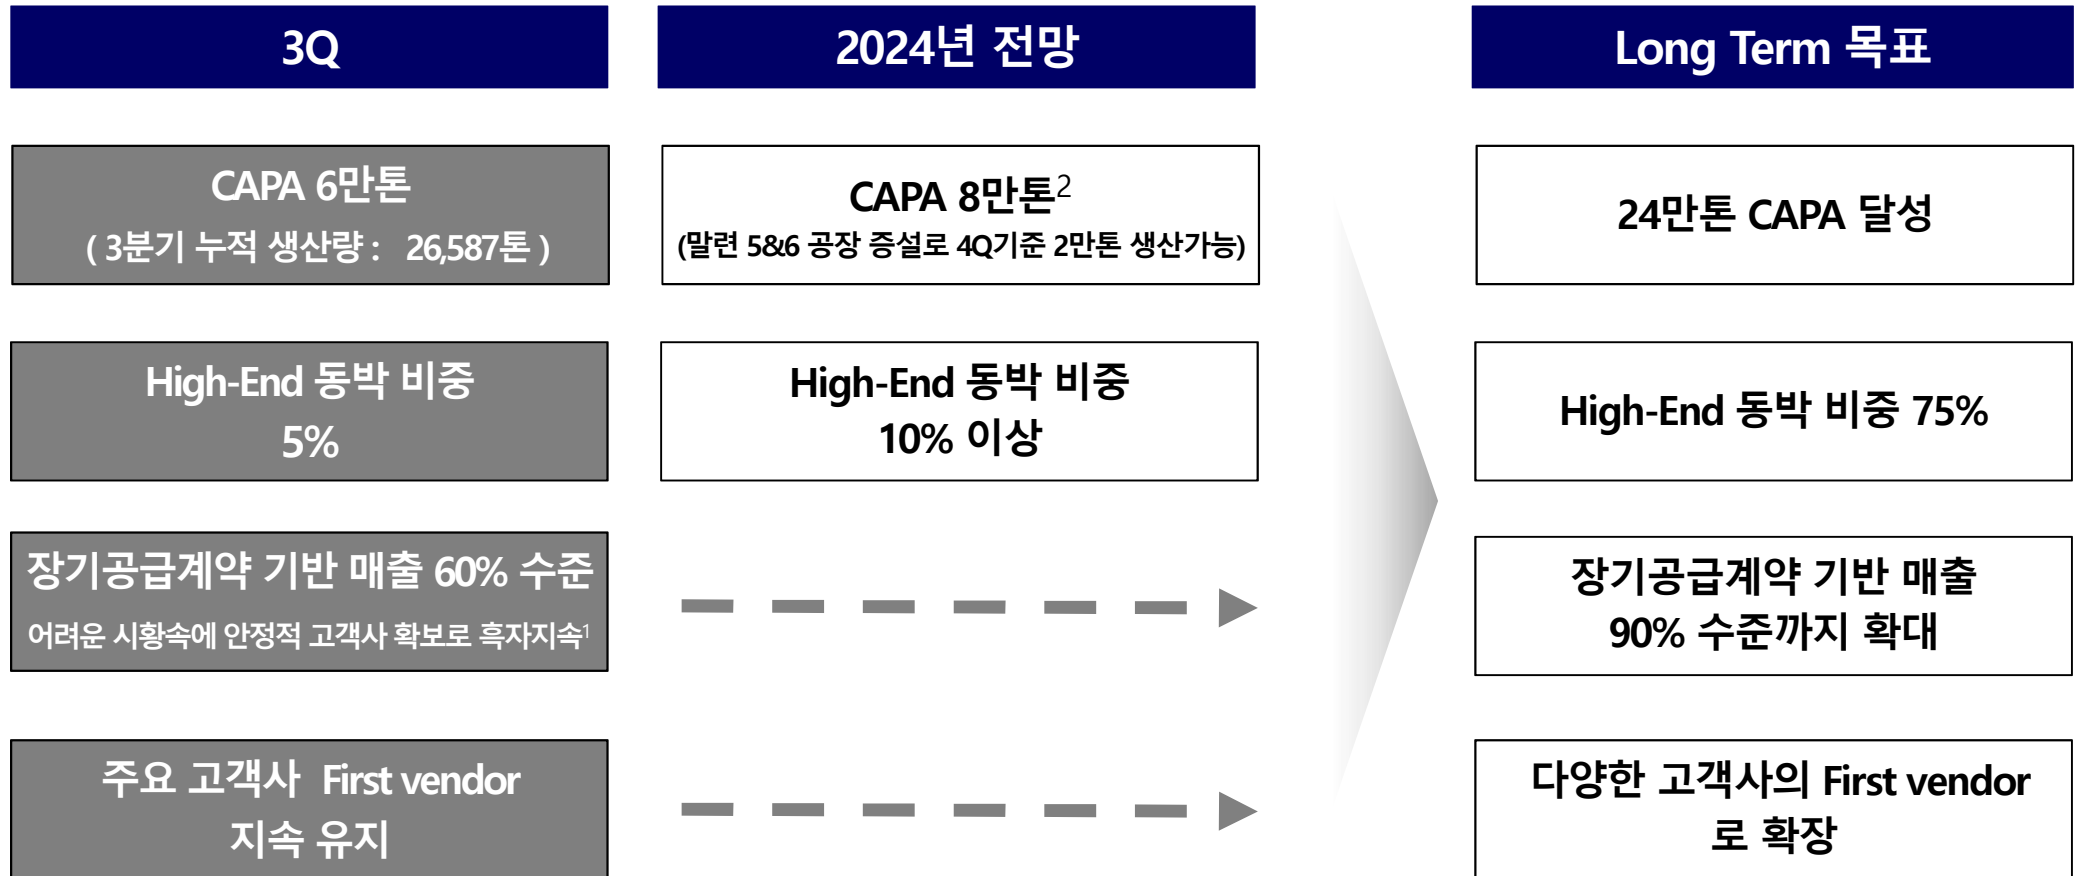 3Q
2024년 전망
Long Term 목표
CAPA 6만톤
( 3분기 누적 생산량 : 26,587톤 )
CAPA 8만톤2
(말련 5&6 공장 증설로 4Q기준 2만톤 생산가능)
24만톤 CAPA 달성
High-End 동박 비중
5%
High-End 동박 비중
10% 이상
High-End 동박 비중 75%
장기공급계약 기반 매출 60% 수준
어려운 시황속에 안정적 고객사 확보로 흑자지속1
장기공급계약 기반 매출
90% 수준까지 확대
주요 고객사 First vendor
지속 유지
다양한 고객사의 First vendor
로 확장